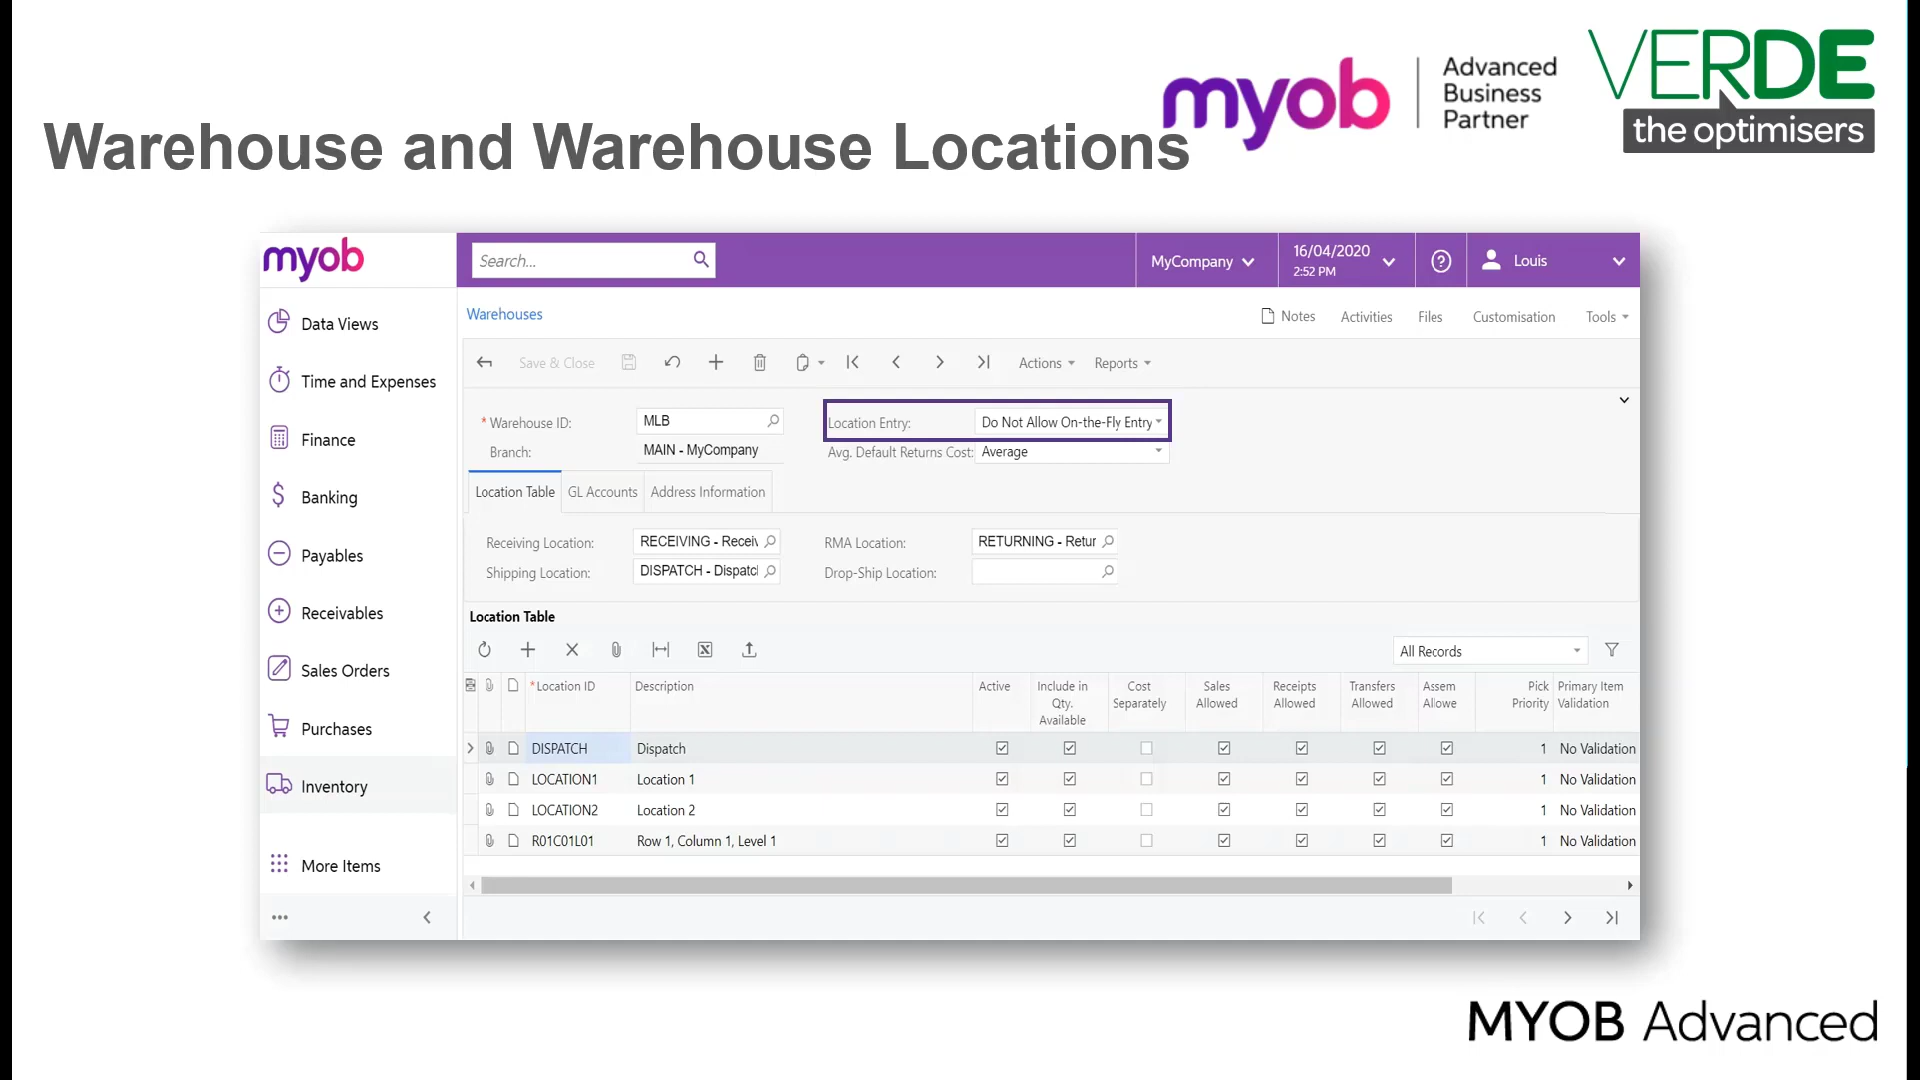 Warehouse and Warehouse Locations
myob
Advanced
Business
Partner
VERDE
the optimisers
myob
Search...
MyCompany
16/04/2020
2:52 PM
Louis
Data Views
Time and Expenses
Finance
Banking
Payables
Receivables
Sales Orders
Purchases
Inventory
More Items
Warehouses
Notes
Activities
Files
Customisation
Tools
Save & Close
Actions
Reports
* Warehouse ID:
MLB
Location Entry:
Do Not Allow On-the-Fly Entry
Branch:
MAIN - MyCompany
Avg. Default Returns Cost:
Average
Location Table
GL Accounts
Address Information
Receiving Location:
RECEIVING - Receiv
RMA Location:
RETURNING - Retur
Shipping Location:
DISPATCH - Dispatcl
Drop-Ship Location:
Location Table
All Records
* Location ID
Description
Active
Include in
Qty.
Available
Cost
Separately
Sales
Allowed
Receipts
Allowed
Transfers
Allowed
Assem
Allowe
Pick
Priority
Primary Item
Validation
DISPATCH Dispatch 1 No Validation
LOCATION1 Location 1 1 No Validation
LOCATION2 Location 2 1 No Validation
R01C01L01 Row 1, Column 1, Level 1 1 No Validation
MYOB Advanced